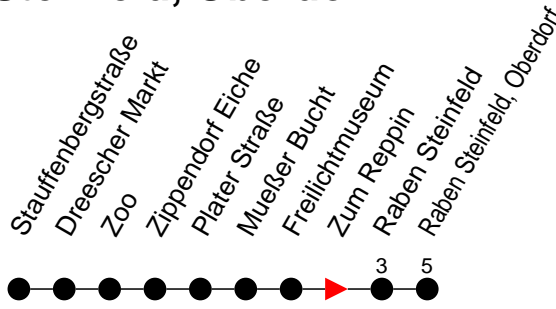 Stauffenbergstraße
Dreescher Markt
Zoo
Zippendorf Eiche
Plater Straße
Mueßer Bucht
Freilichtmuseum
Zum Reppin
Raben Steinfeld
Raben Steinfeld, Oberdorf
3 5